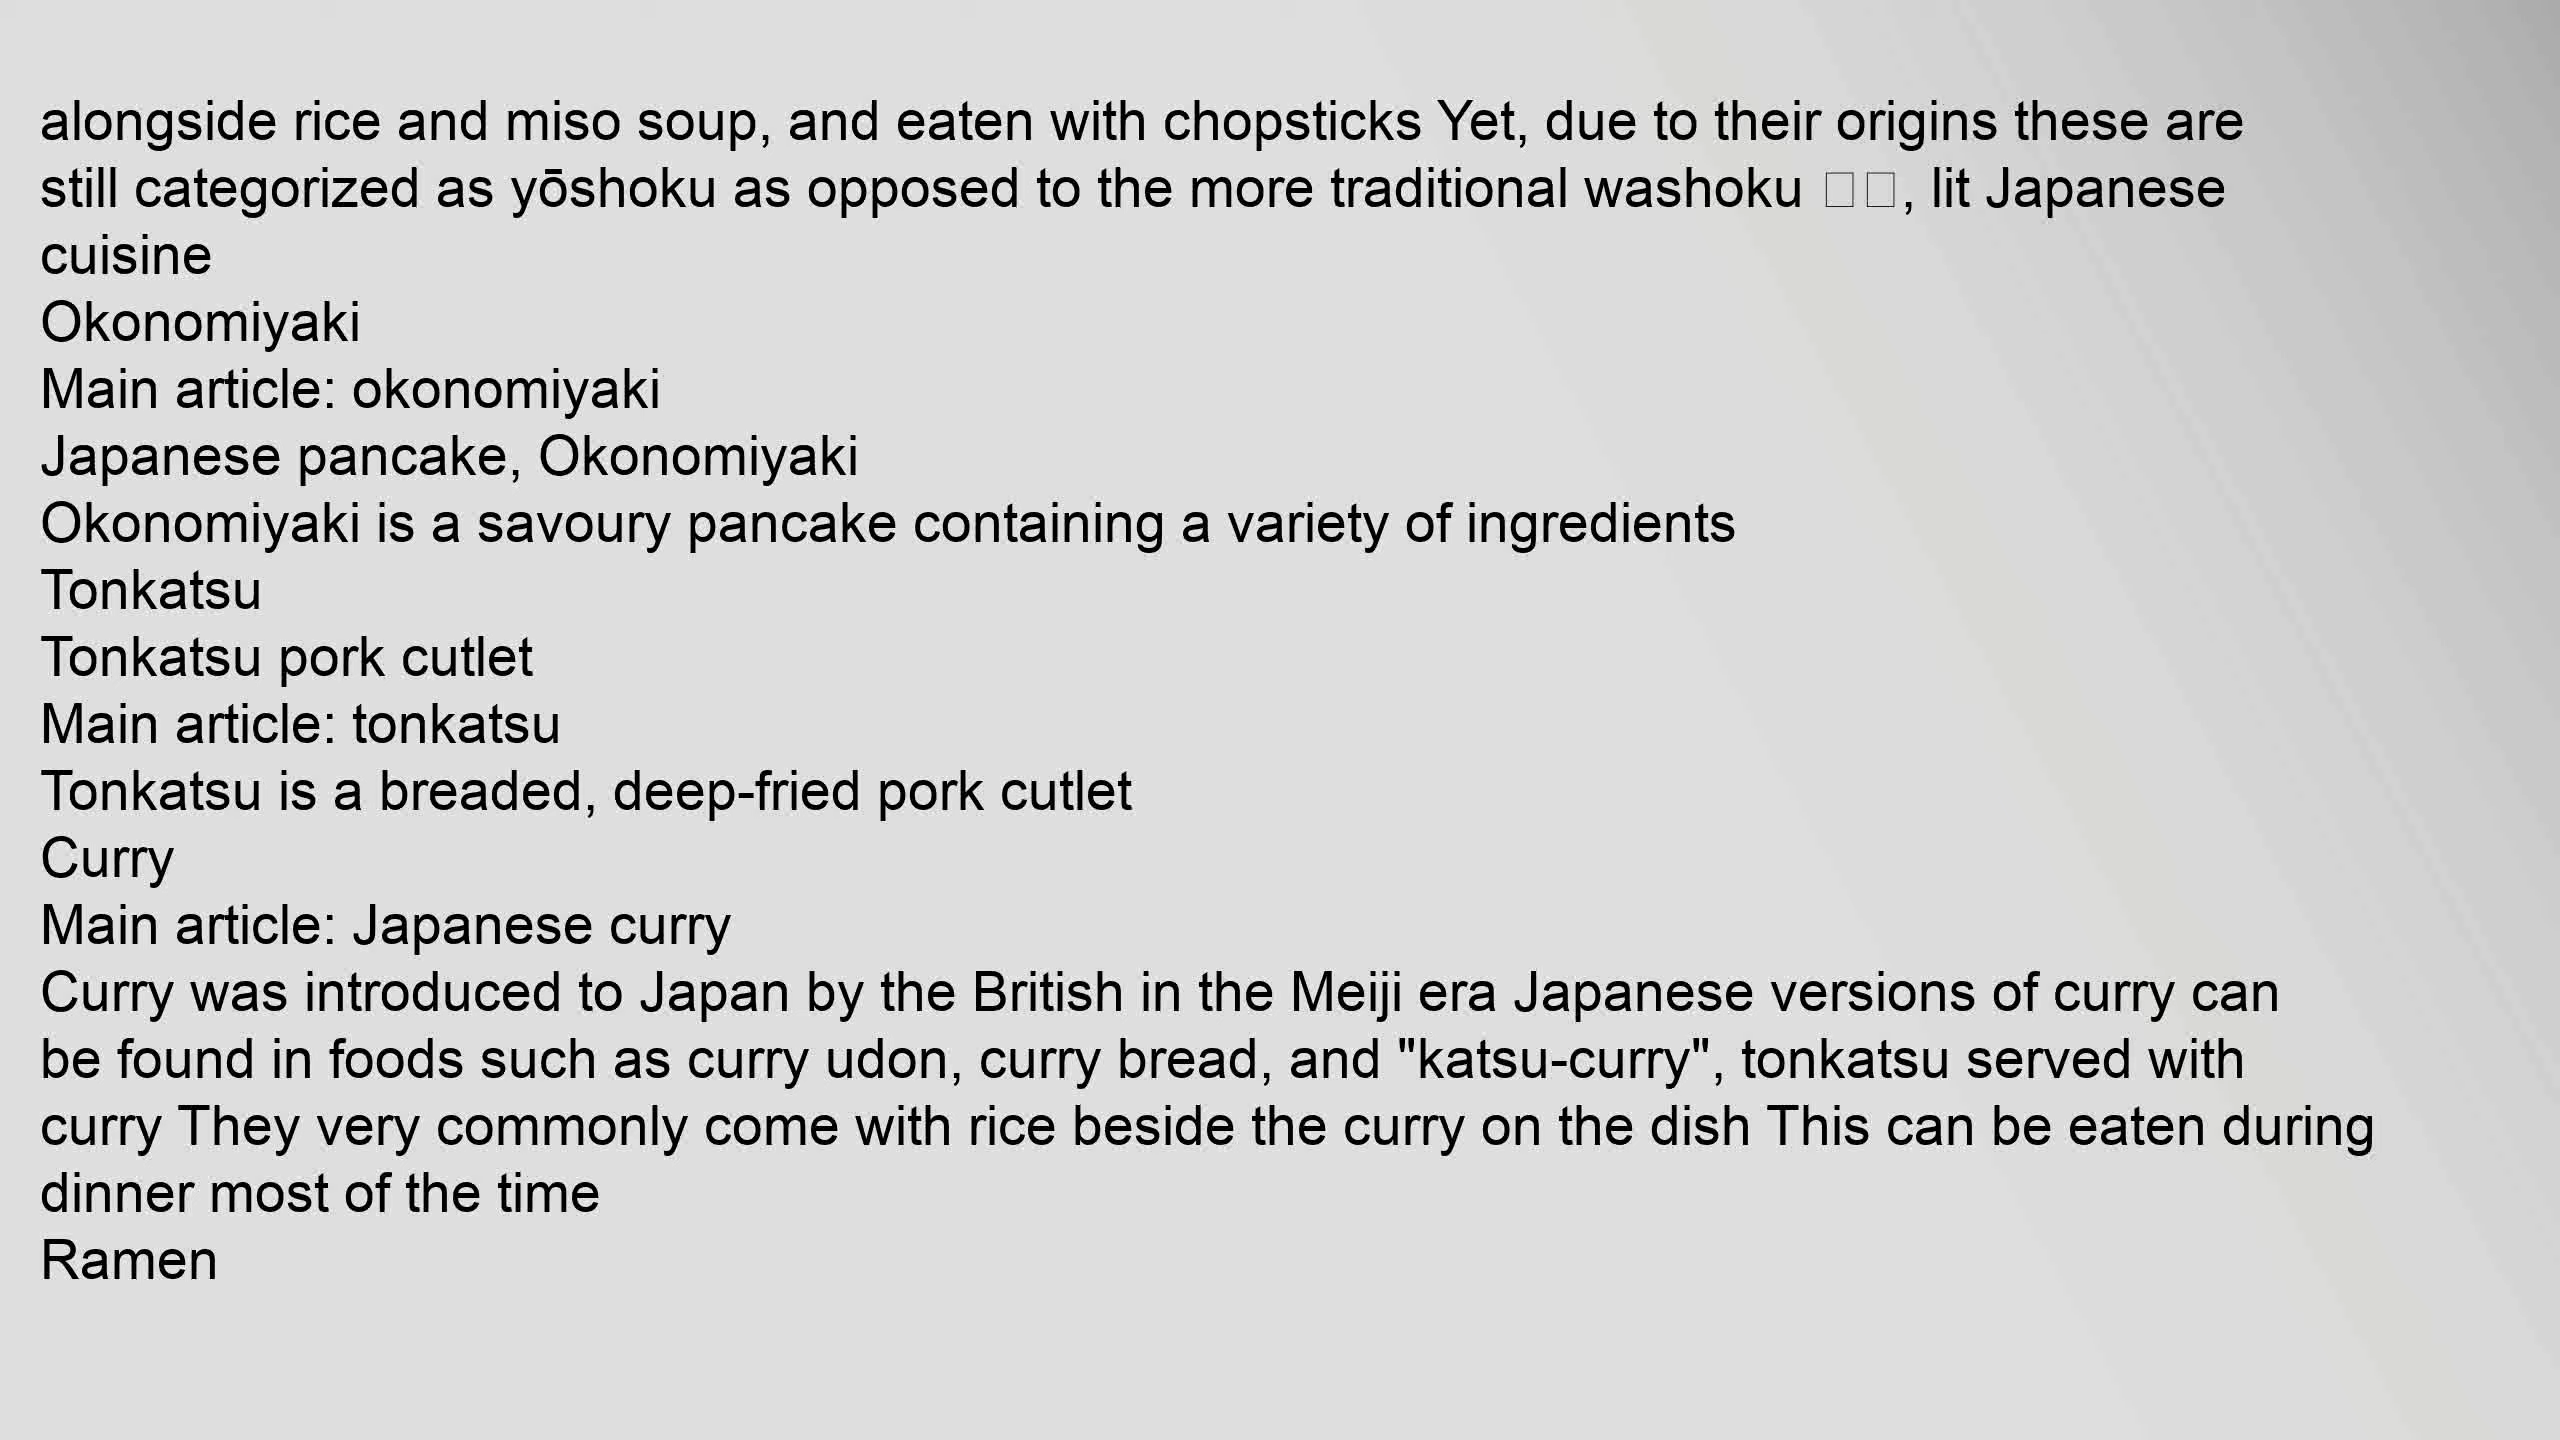 alongside rice and miso soup, and eaten with chopsticks Yet, due to their origins these are
still categorized as yōshoku as opposed to the more traditional washoku □□, lit Japanese
cuisine
Okonomiyaki
Main article: okonomiyaki
Japanese pancake, Okonomiyaki
Okonomiyaki is a savoury pancake containing a variety of ingredients
Tonkatsu
Tonkatsu pork cutlet
Main article: tonkatsu
Tonkatsu is a breaded, deep-fried pork cutlet
Curry
Main article: Japanese curry
Curry was introduced to Japan by the British in the Meiji era Japanese versions of curry can
be found in foods such as curry udon, curry bread, and "katsu-curry", tonkatsu served with
curry They very commonly come with rice beside the curry on the dish This can be eaten during
dinner most of the time
Ramen